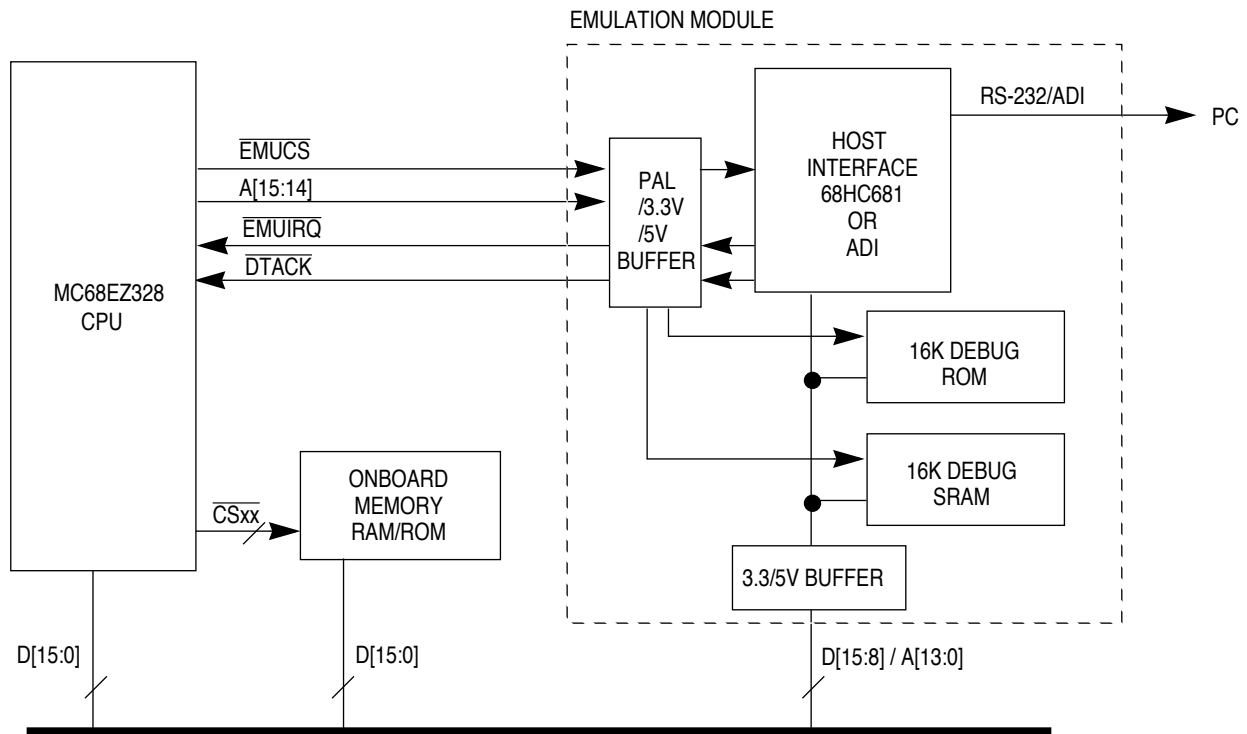 EMULATION MODULE
RS-232/ADI
PC
HOST
INTERFACE
68HC681
OR
ADI
EMUCS
A[15:14]
EMUIRQ
DTACK
PAL
/3.3V
/5V
BUFFER
MC68EZ328
CPU
16K DEBUG
ROM
16K DEBUG
SRAM
ONBOARD
MEMORY
RAM/ROM
CSxx
3.3/5V BUFFER
D[15:0]
D[15:0]
D[15:8] / A[13:0]